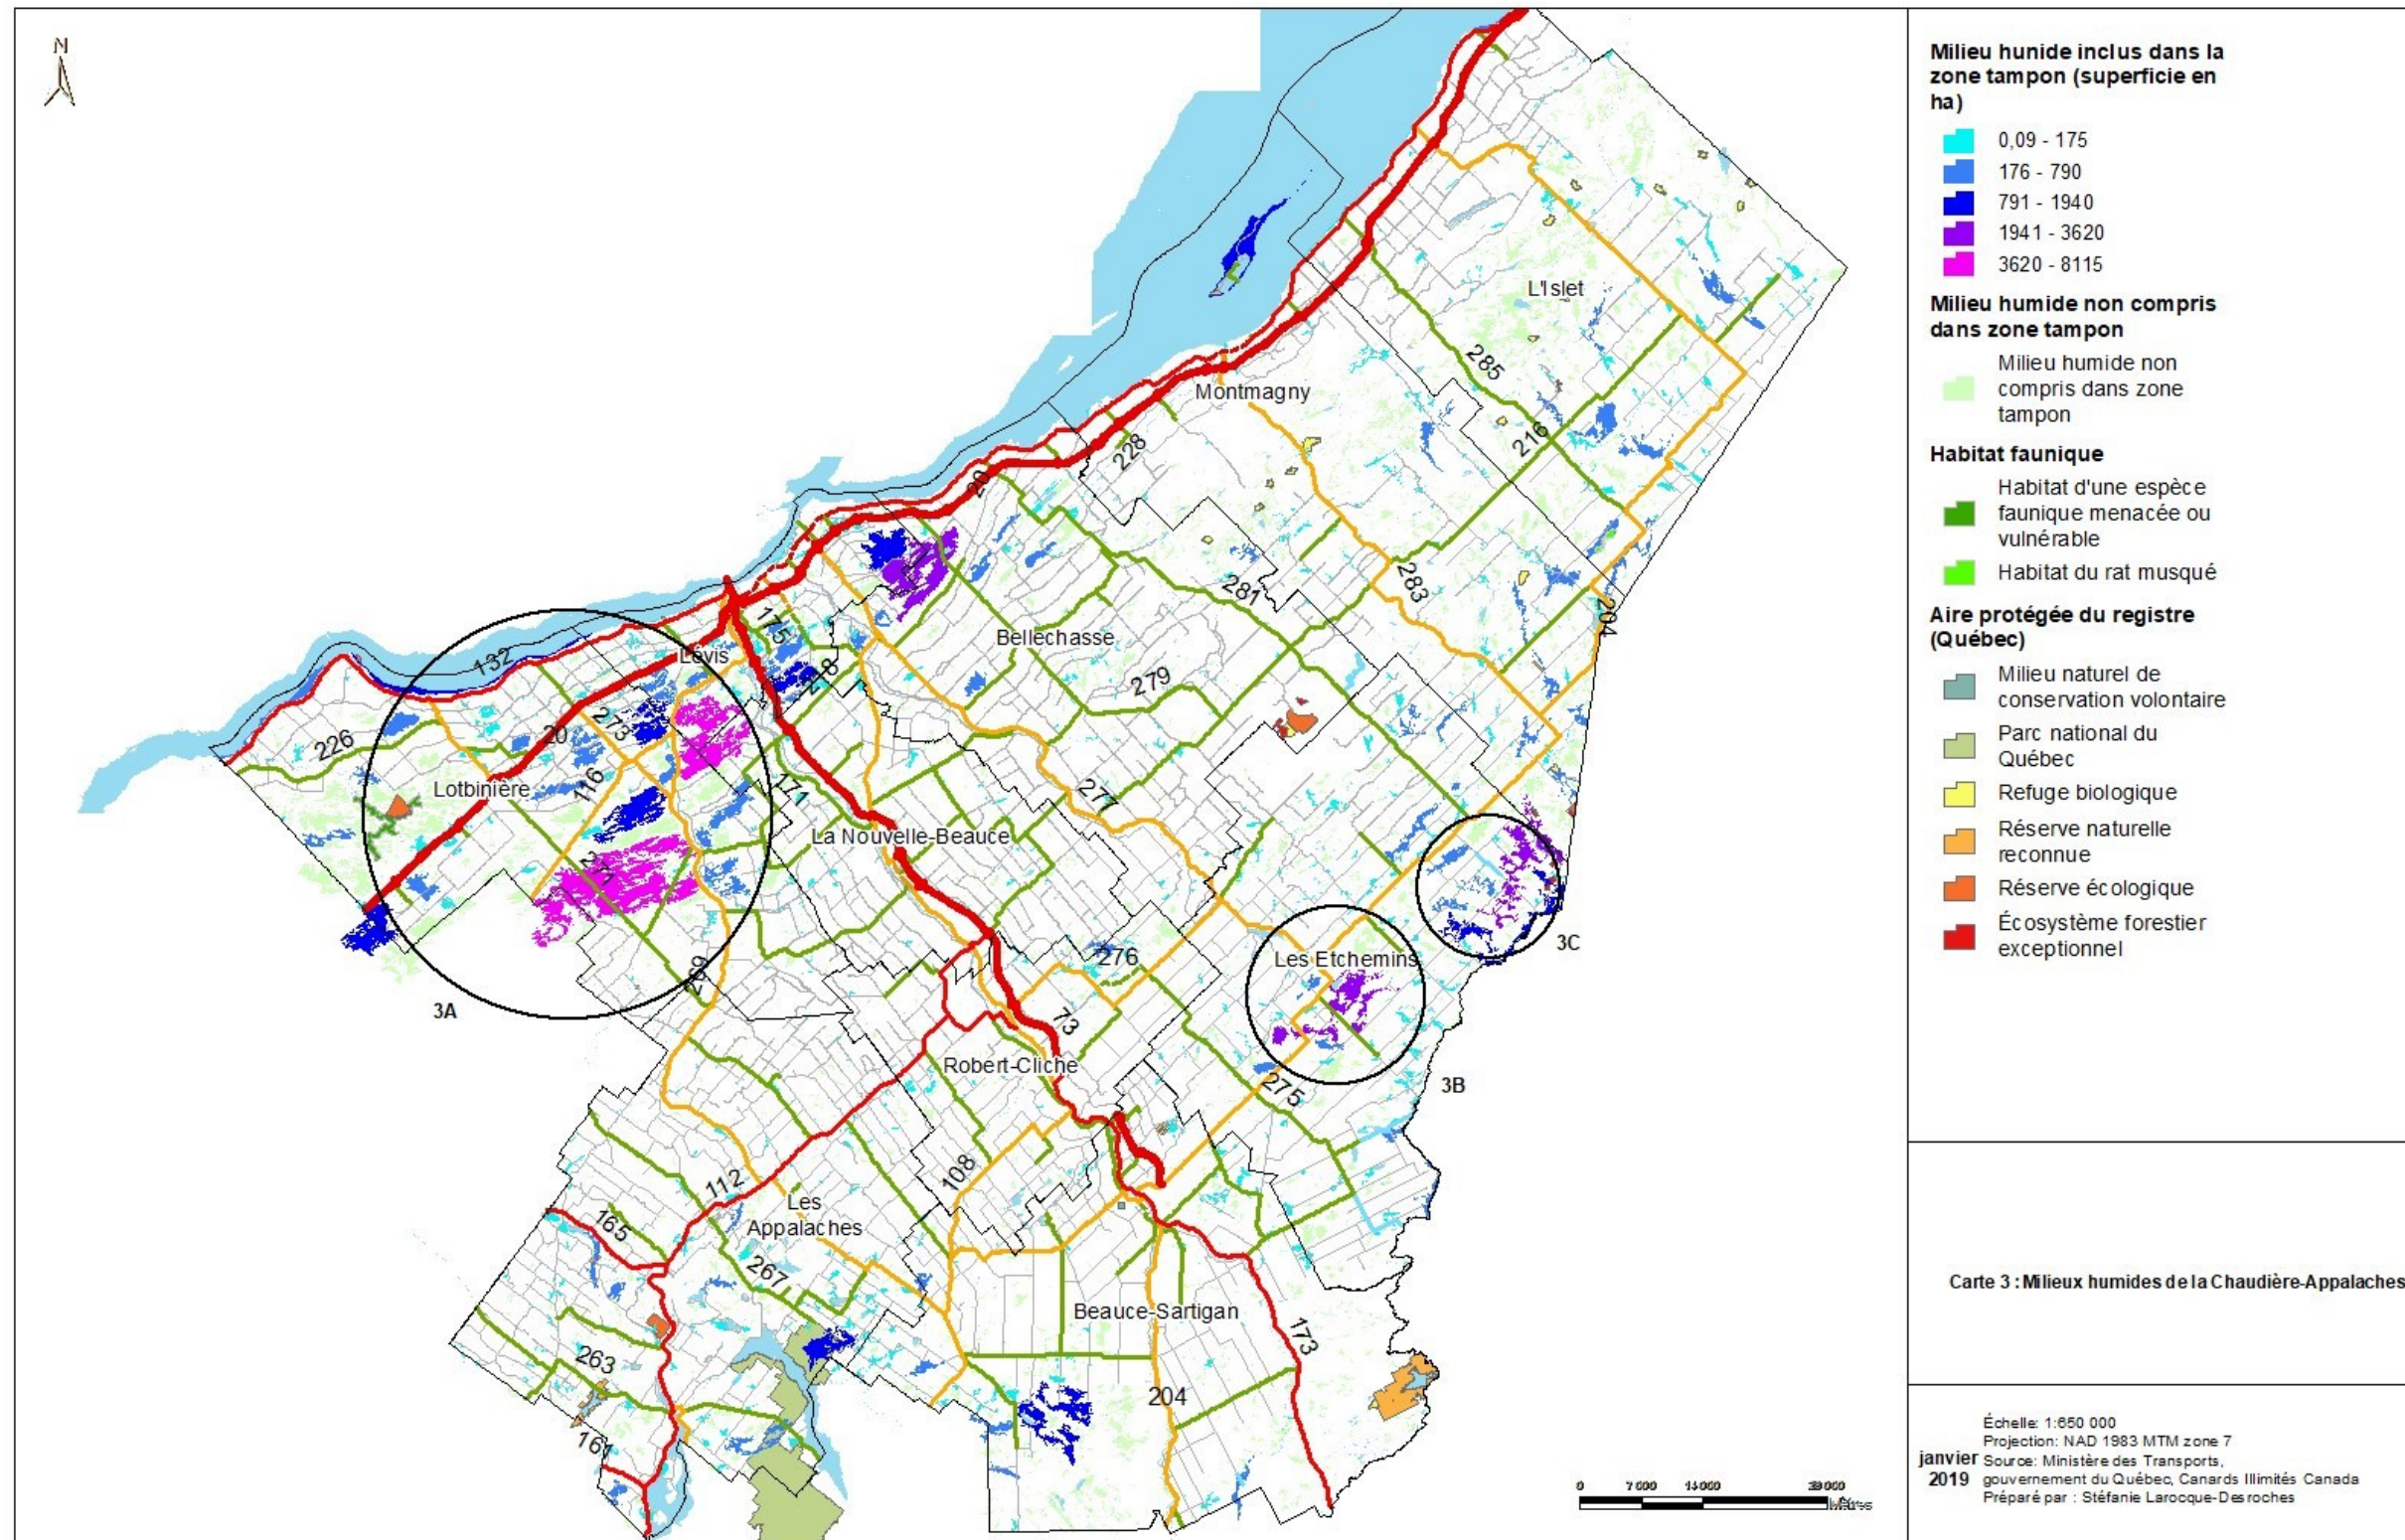 N
L'Islet
285
Montmagny
216
228
20
281
283
204
175
Bellechasse
Lévis
218
132
279
273
20
226
116
Lotbinière
171
277
La Nouvelle-Beauce
271
3C
276
Les Etchemins
269
3A
73
Robert-Cliche
3B
275
108
112
Les
Appalaches
165
267
Beauce-Sartigan
173
263
204
161
0 7 000 14 000 28 000
Mètres
Milieu hunide inclus dans la
zone tampon (superficie en
ha)
0,09 - 175
176 - 790
791 - 1940
1941 - 3620
3620 - 8115
Milieu humide non compris
dans zone tampon
Milieu humide non
compris dans zone
tampon
Habitat faunique
Habitat d'une espèce
faunique menacée ou
vulnérable
Habitat du rat musqué
Aire protégée du registre
(Québec)
Milieu naturel de
conservation volontaire
Parc national du
Québec
Refuge biologique
Réserve naturelle
reconnue
Réserve écologique
Écosystème forestier
exceptionnel
Carte 3 : Milieux humides de la Chaudière-Appalaches
janvier
2019
Échelle: 1:650 000
Projection: NAD 1983 MTM zone 7
Source: Ministère des Transports,
gouvernement du Québec, Canards Illimités Canada
Préparé par : Stéfanie Larocque-Desroches